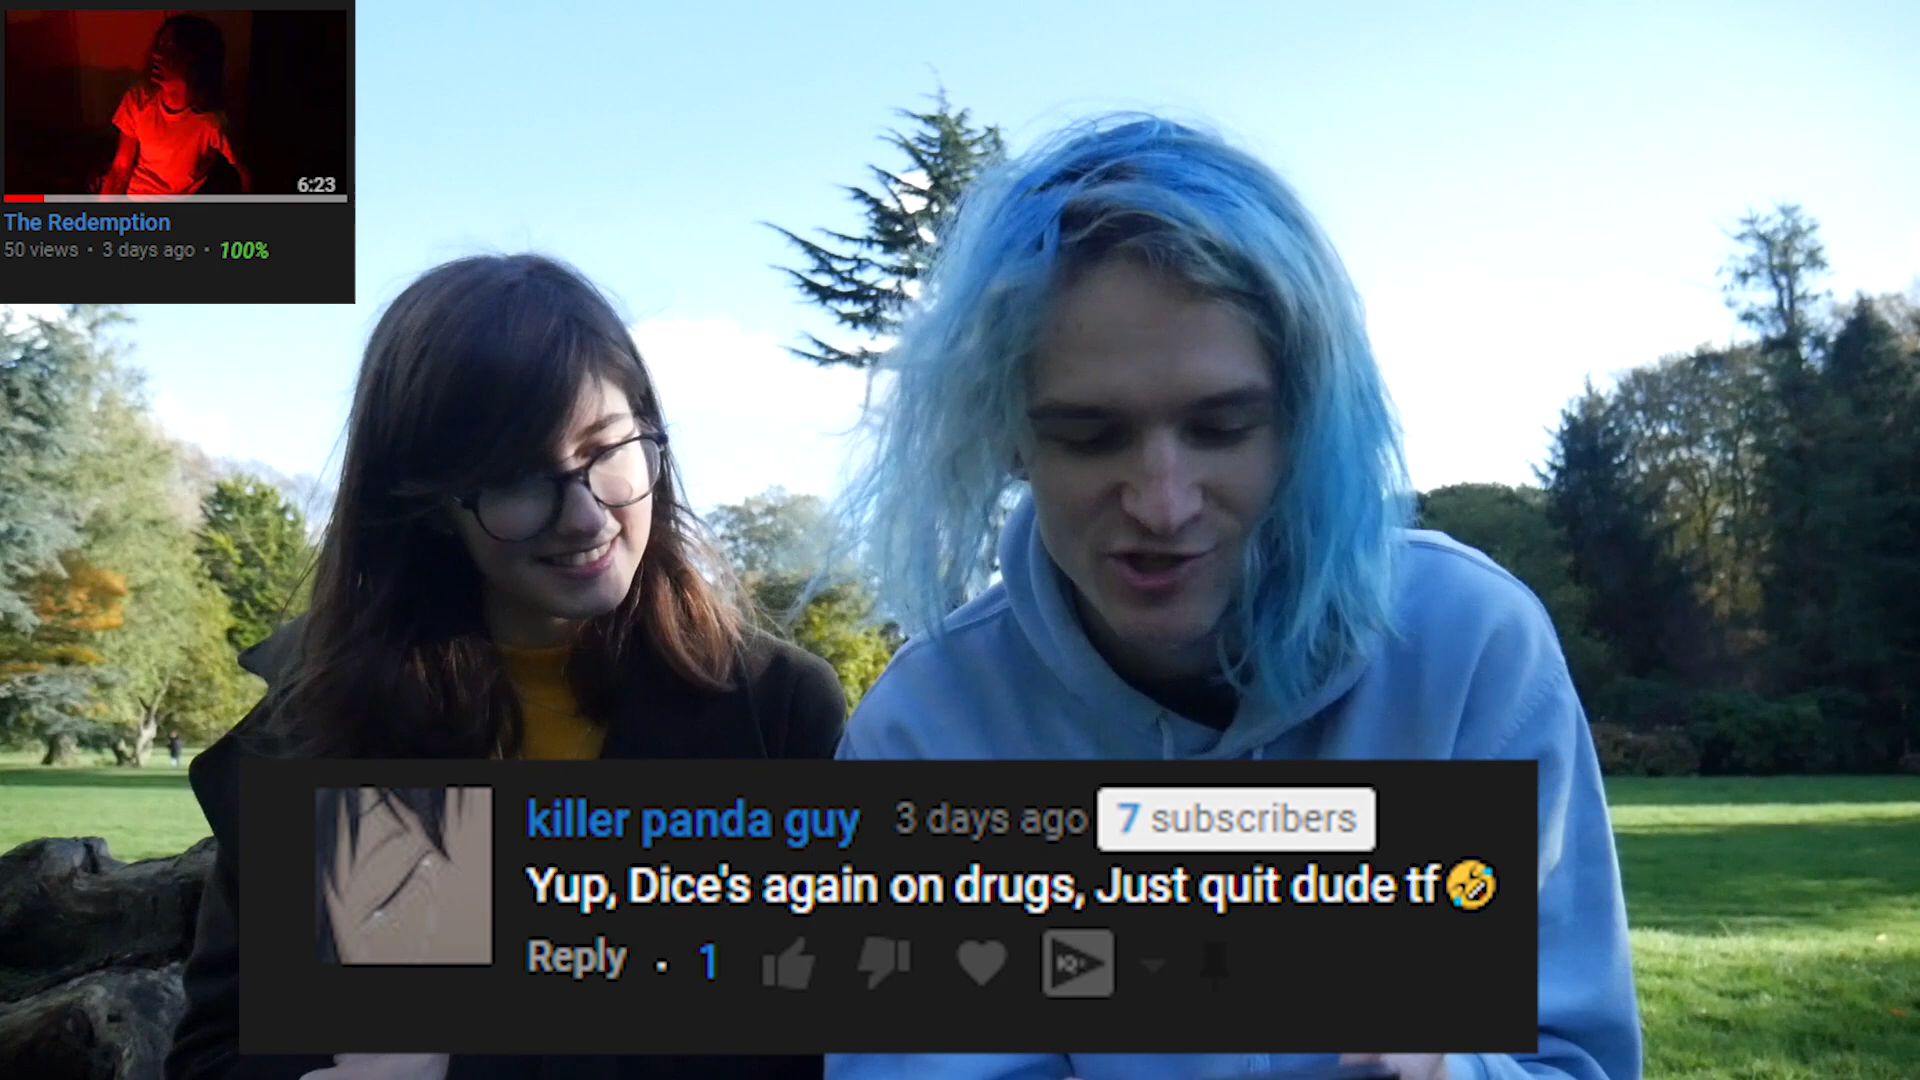 6:23
The Redemption
50 views • 3 days ago • 100%
killer panda guy 3 days ago 7 subscribers
Yup, Dice's again on drugs, Just quit dude tf🤣
Reply • 1
IQ